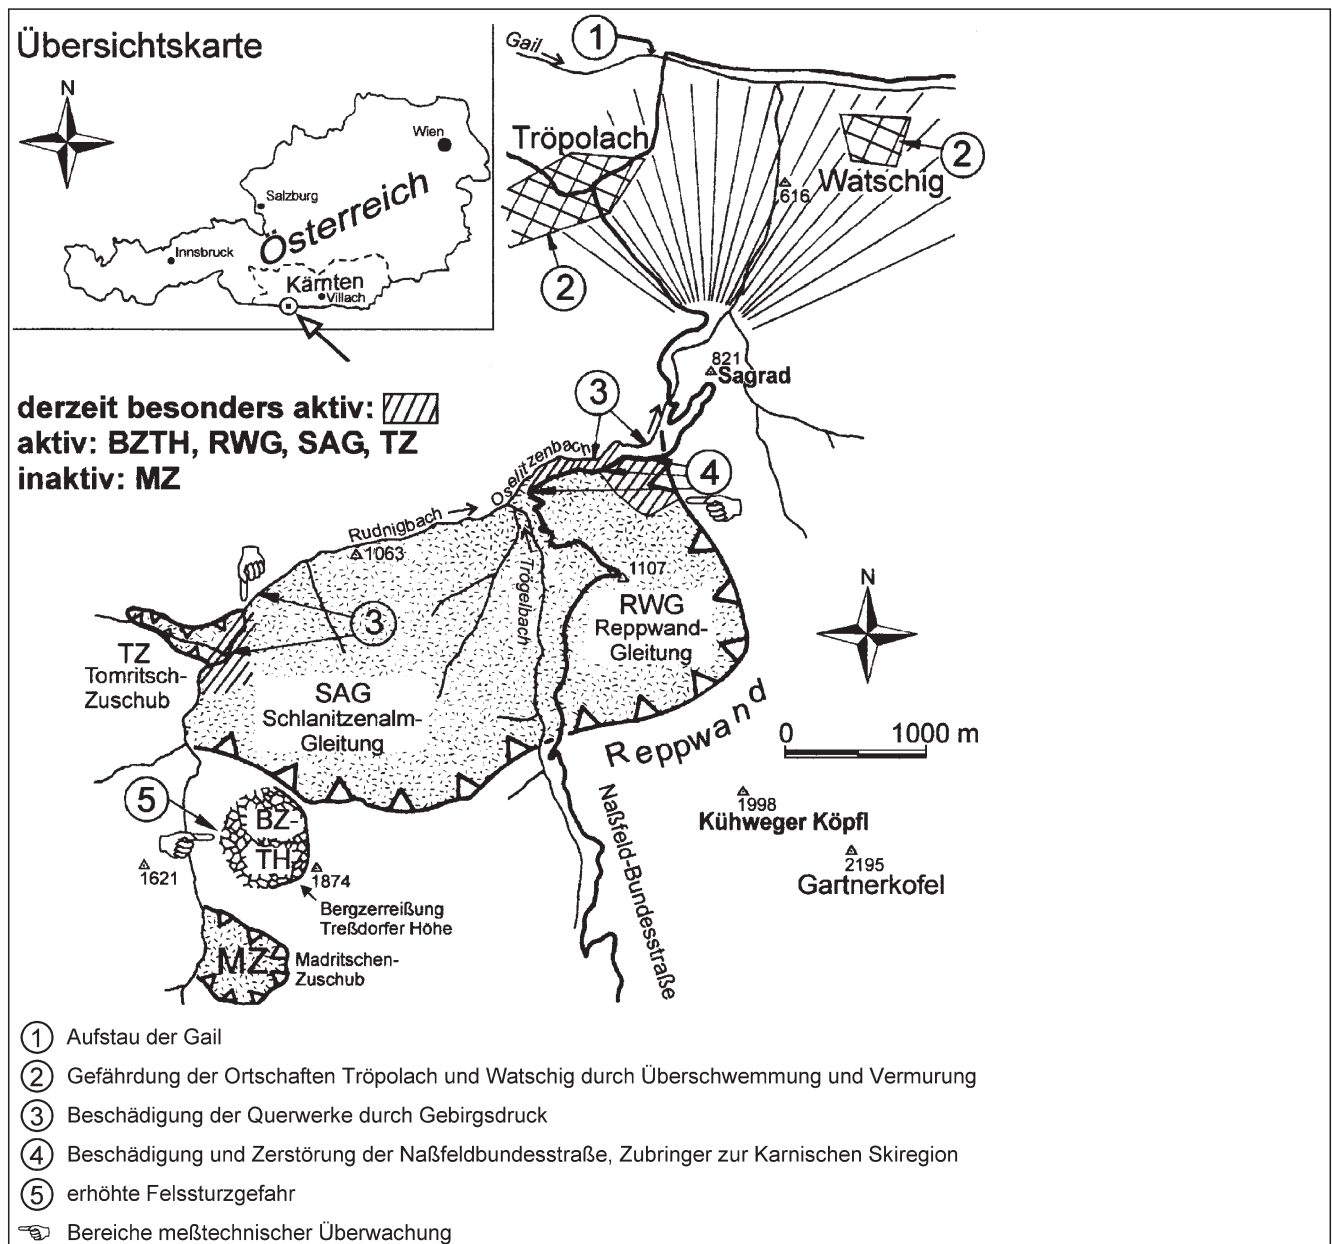 Übersichtskarte
N
Wien
Salzburg
Österreich
Innsbruck
Kärnten
Villach
Gail
1
Tröpolach
2
Watschig
616
2
821
Sagrad
derzeit besonders aktiv:
aktiv: BZTH, RWG, SAG, TZ
inaktiv: MZ
3
Oselitzenbach
4
Rudnigbach
1063
Trögelbach
1107
RWG
Reppwand-
Gleitung
3
TZ
Tomritsch-
Zuschub
SAG
Schlanitzenalm-
Gleitung
N
Reppwand
0 1000 m
5
BZ-
TH
1621
1874
Bergzerreißung
Treßdorfer Höhe
MZ
Madritschen-
Zuschub
Naßfeld-Bundesstraße
1998
Kühweger Köpfl
2195
Gartnerkofel
1 Aufstau der Gail
2 Gefährdung der Ortschaften Tröpolach und Watschig durch Überschwemmung und Vermurung
3 Beschädigung der Querwerke durch Gebirgsdruck
4 Beschädigung und Zerstörung der Naßfeldbundesstraße, Zubringer zur Karnischen Skiregion
5 erhöhte Felssturzgefahr
Bereiche meßtechnischer Überwachung